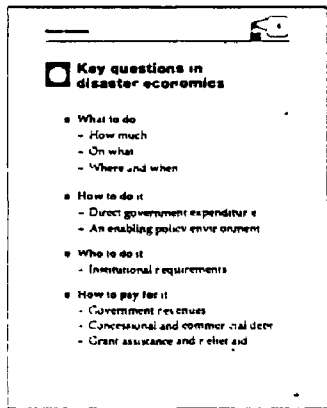 Key questions in
disaster economics
• What to do
- How much
- On what
- Where and when
• How to do it
- Direct government expenditure
- An enabling policy environment
• Who to do it
- Institutional requirements
• How to pay for it
- Government revenues
- Concessional and commercial debt
- Grant assistance and relief aid